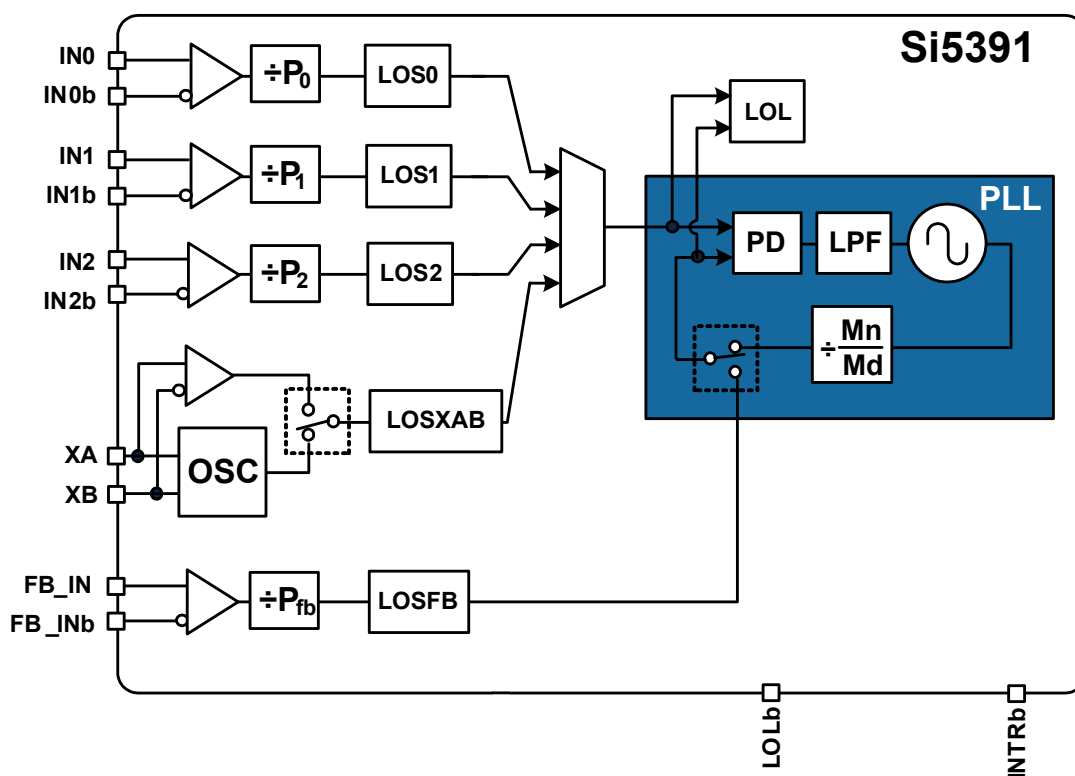 Si5391
IN0
IN0b
÷P0
LOS0
LOL
IN1
IN1b
÷P1
LOS1
PLL
PD
LPF
IN2
IN2b
÷P2
LOS2
÷ Mn
Md
LOSXAB
XA
XB
OSC
FB_IN
FB_INb
÷Pfb
LOSFB
LOLb
INTRb